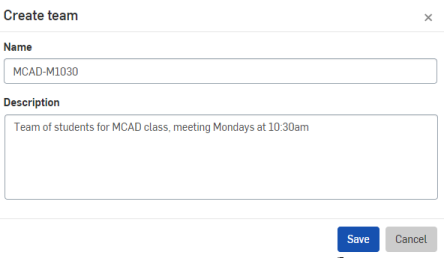 Create team ×
Name
MCAD-M1030
Description
Team of students for MCAD class, meeting Mondays at 10:30am
Save Cancel